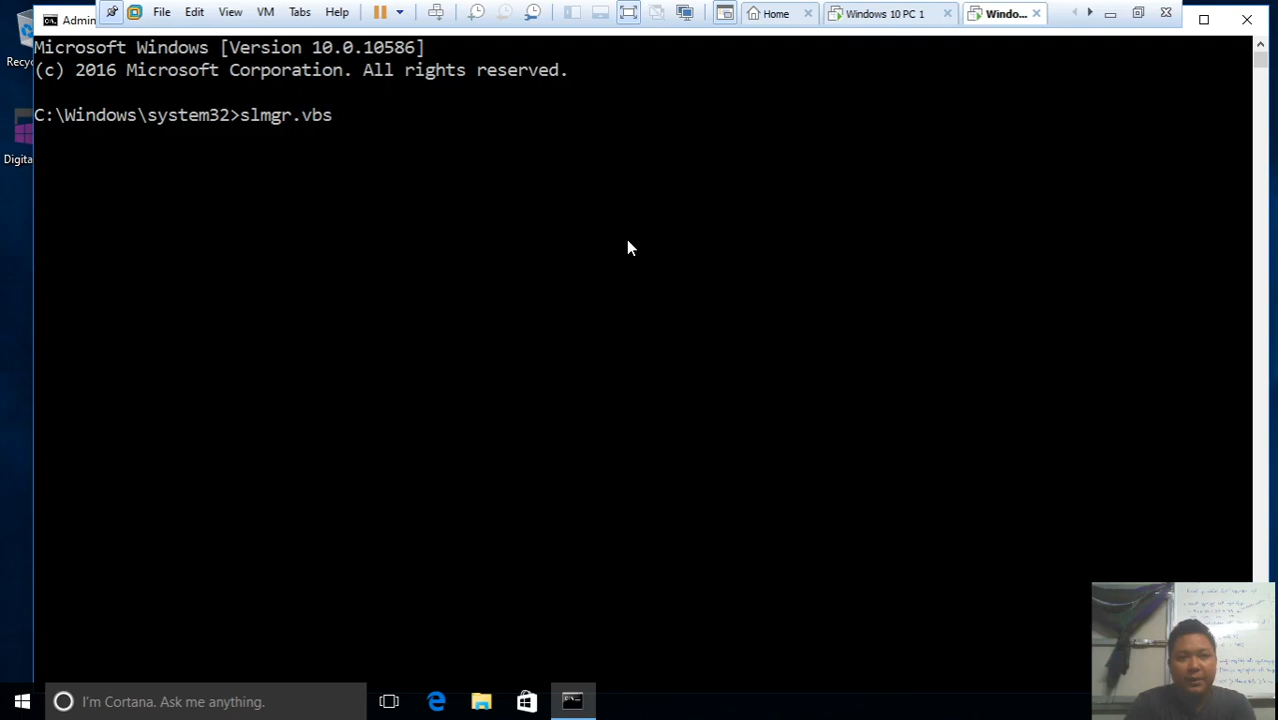 Admin
File Edit View VM Tabs Help
Home
Windows 10 PC 1
Windo...
Recyc
Microsoft Windows [Version 10.0.10586]
(c) 2016 Microsoft Corporation. All rights reserved.
C:\Windows\system32>slmgr.vbs
Digita
I'm Cortana. Ask me anything.